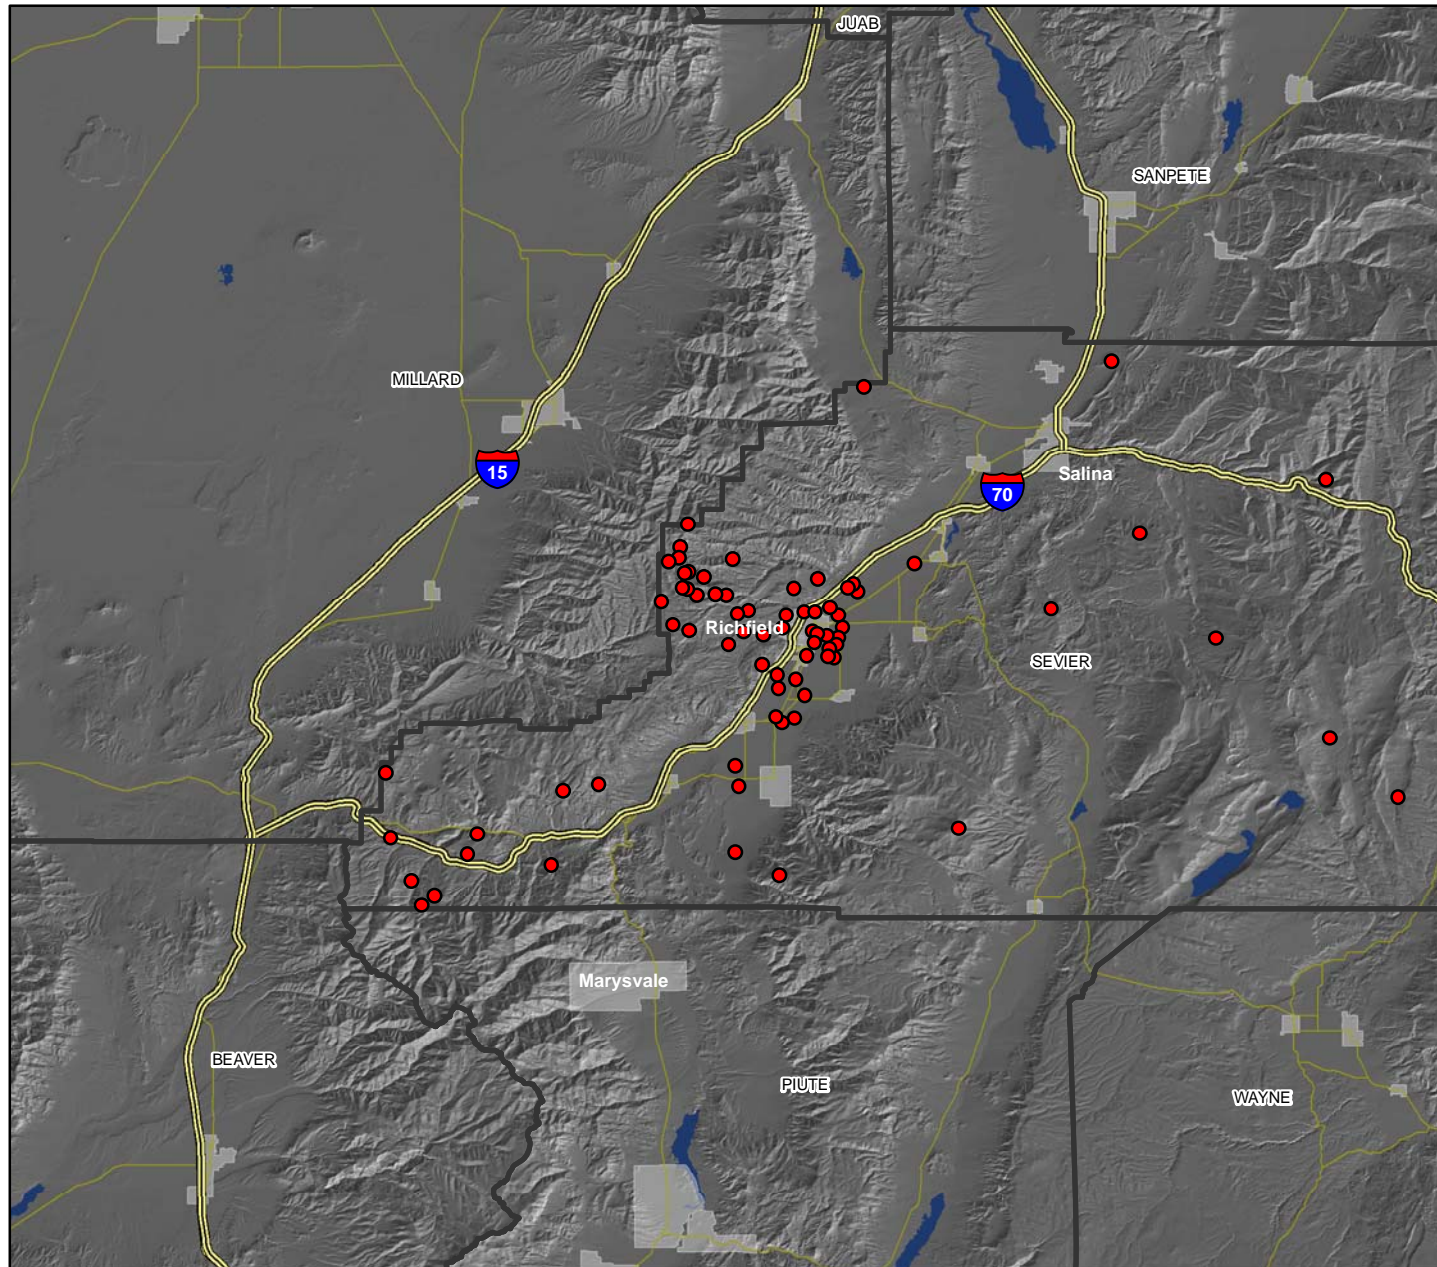 JUAB
SANPETE
MILLARD
15
Salina
70
Richfield
SEVIER
Marysvale
BEAVER
PIUTE
WAYNE